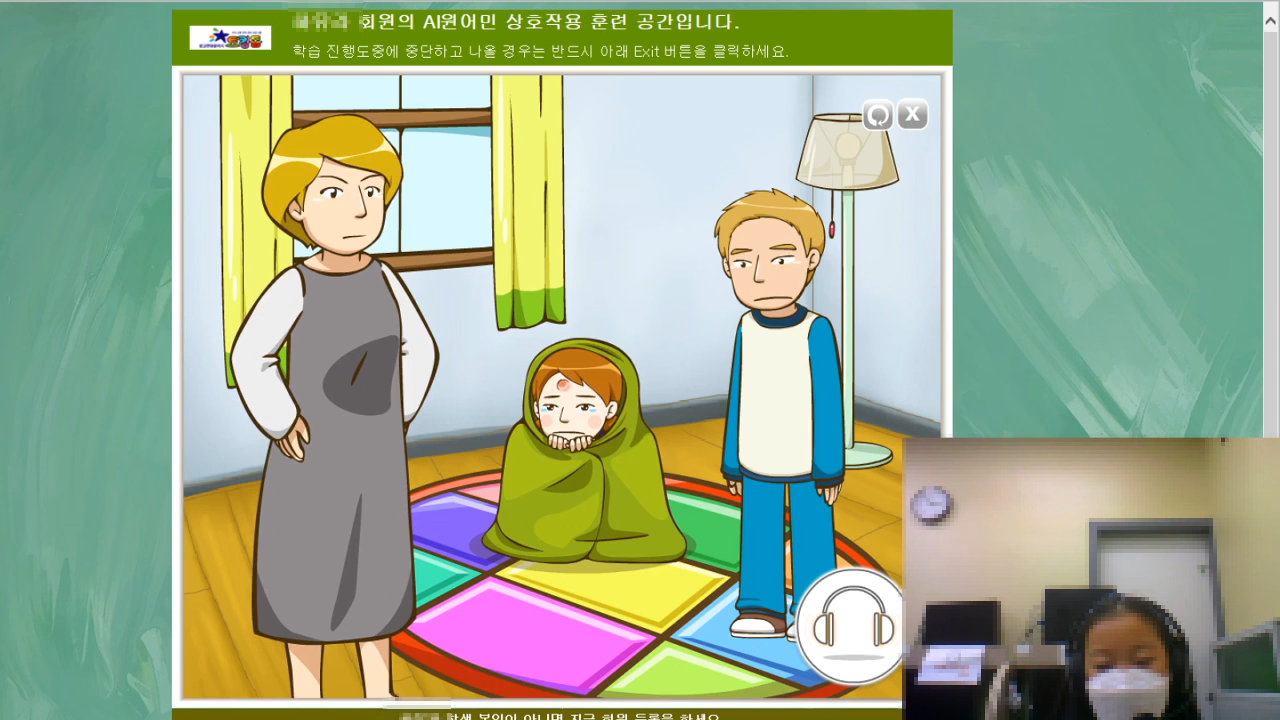 회원의 AI원어민 상호작용 훈련 공간입니다.
학습 진행도중에 중단하고 나올 경우는 반드시 아래 Exit 버튼을 클릭하세요.
X
학생 본인이 아니면 지금 회원 등록을 하세요